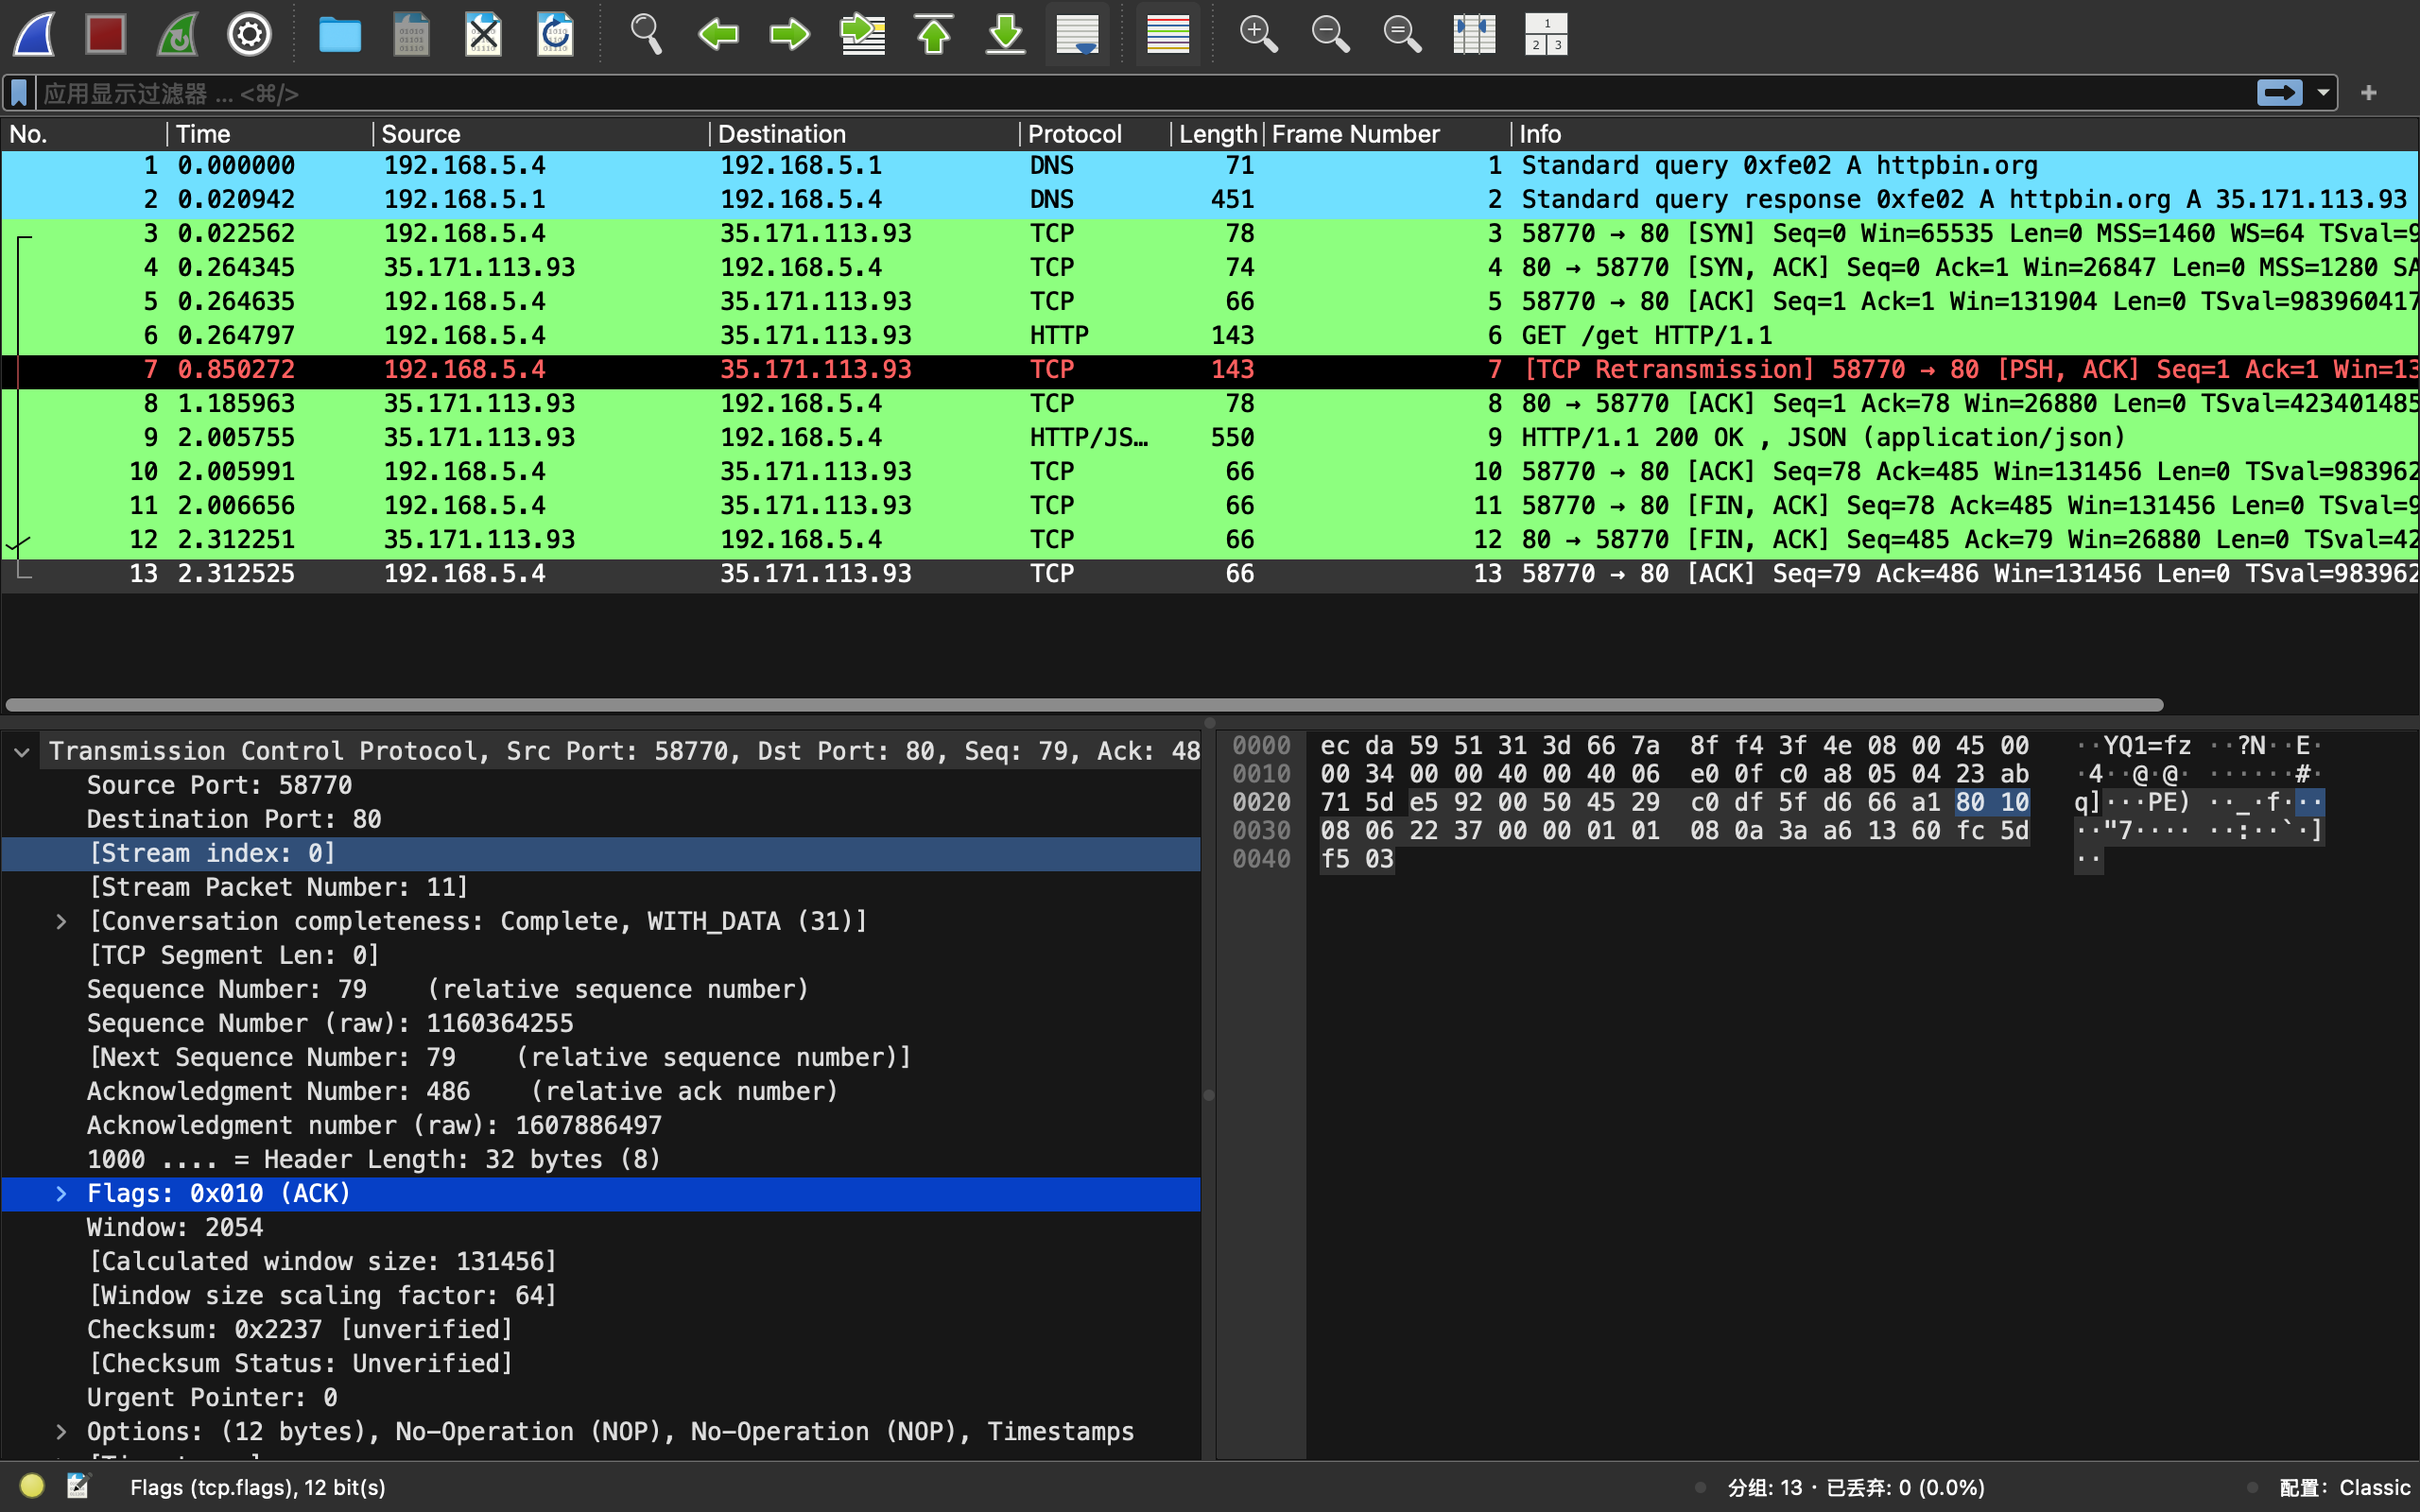 应用显示过滤器 ... <⌘/>
No. Time Source Destination Protocol Length Frame Number Info
1 0.000000 192.168.5.4 192.168.5.1 DNS 71 1 Standard query 0xfe02 A httpbin.org
2 0.020942 192.168.5.1 192.168.5.4 DNS 451 2 Standard query response 0xfe02 A httpbin.org A 35.171.113.93
3 0.022562 192.168.5.4 35.171.113.93 TCP 78 3 58770 → 80 [SYN] Seq=0 Win=65535 Len=0 MSS=1460 WS=64 TSval=9
4 0.264345 35.171.113.93 192.168.5.4 TCP 74 4 80 → 58770 [SYN, ACK] Seq=0 Ack=1 Win=26847 Len=0 MSS=1280 SA
5 0.264635 192.168.5.4 35.171.113.93 TCP 66 5 58770 → 80 [ACK] Seq=1 Ack=1 Win=131904 Len=0 TSval=983960417
6 0.264797 192.168.5.4 35.171.113.93 HTTP 143 6 GET /get HTTP/1.1
7 0.850272 192.168.5.4 35.171.113.93 TCP 143 7 [TCP Retransmission] 58770 → 80 [PSH, ACK] Seq=1 Ack=1 Win=13
8 1.185963 35.171.113.93 192.168.5.4 TCP 78 8 80 → 58770 [ACK] Seq=1 Ack=78 Win=26880 Len=0 TSval=423401485
9 2.005755 35.171.113.93 192.168.5.4 HTTP/JS… 550 9 HTTP/1.1 200 OK , JSON (application/json)
10 2.005991 192.168.5.4 35.171.113.93 TCP 66 10 58770 → 80 [ACK] Seq=78 Ack=485 Win=131456 Len=0 TSval=983962
11 2.006656 192.168.5.4 35.171.113.93 TCP 66 11 58770 → 80 [FIN, ACK] Seq=78 Ack=485 Win=131456 Len=0 TSval=9
12 2.312251 35.171.113.93 192.168.5.4 TCP 66 12 80 → 58770 [FIN, ACK] Seq=485 Ack=79 Win=26880 Len=0 TSval=42
13 2.312525 192.168.5.4 35.171.113.93 TCP 66 13 58770 → 80 [ACK] Seq=79 Ack=486 Win=131456 Len=0 TSval=983962
Transmission Control Protocol, Src Port: 58770, Dst Port: 80, Seq: 79, Ack: 48
Source Port: 58770
Destination Port: 80
[Stream index: 0]
[Stream Packet Number: 11]
[Conversation completeness: Complete, WITH_DATA (31)]
[TCP Segment Len: 0]
Sequence Number: 79 (relative sequence number)
Sequence Number (raw): 1160364255
[Next Sequence Number: 79 (relative sequence number)]
Acknowledgment Number: 486 (relative ack number)
Acknowledgment number (raw): 1607886497
1000 .... = Header Length: 32 bytes (8)
Flags: 0x010 (ACK)
Window: 2054
[Calculated window size: 131456]
[Window size scaling factor: 64]
Checksum: 0x2237 [unverified]
[Checksum Status: Unverified]
Urgent Pointer: 0
Options: (12 bytes), No-Operation (NOP), No-Operation (NOP), Timestamps
0000 ec da 59 51 31 3d 66 7a 8f f4 3f 4e 08 00 45 00 ··YQ1=fz ··?N··E·
0010 00 34 00 00 40 00 40 06 e0 0f c0 a8 05 04 23 ab ·4··@·@· ······#·
0020 71 5d e5 92 00 50 45 29 c0 df 5f d6 66 a1 80 10 q]···PE) ··_·f···
0030 08 06 22 37 00 00 01 01 08 0a 3a a6 13 60 fc 5d ··"7···· ··:··`·]
0040 f5 03 ··
Flags (tcp.flags), 12 bit(s)
分组: 13 · 已丢弃: 0 (0.0%)
配置: Classic